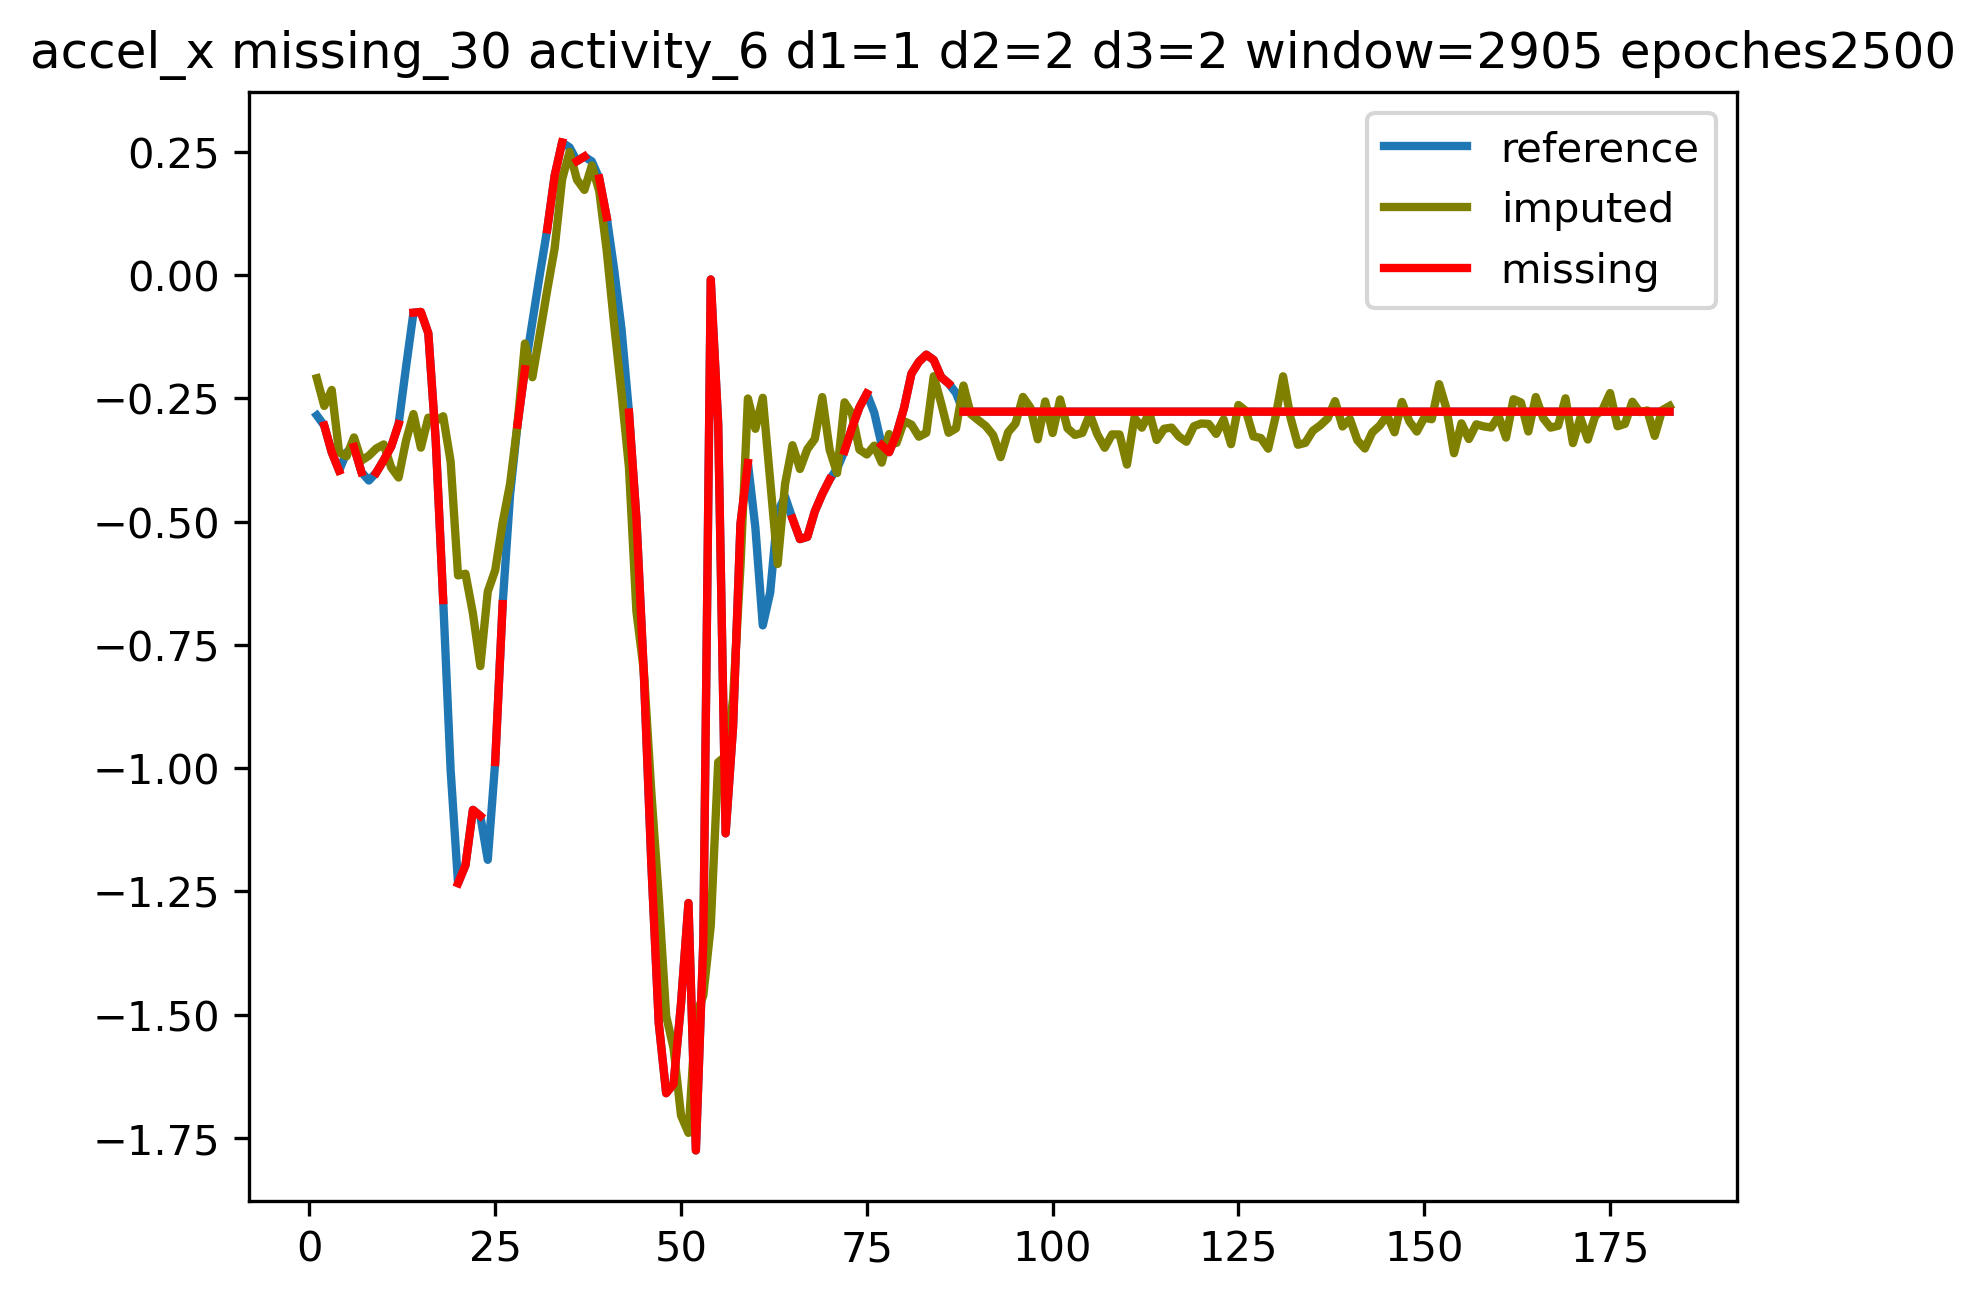 accel_x missing_30 activity_6 d1=1 d2=2 d3=2 window=2905 epoches2500
reference
imputed
missing
0.25
0.00
−0.25
−0.50
−0.75
−1.00
−1.25
−1.50
−1.75
0 25 50 75 100 125 150 175